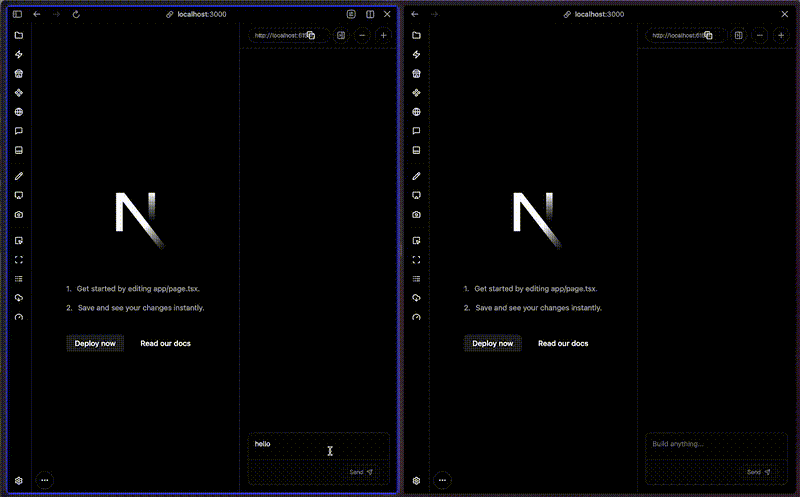 localhost:3000
http://localhost:615
1. Get started by editing app/page.tsx.
2. Save and see your changes instantly.
Deploy now
Read our docs
hello
Send
localhost:3000
http://localhost:615
1. Get started by editing app/page.tsx.
2. Save and see your changes instantly.
Deploy now
Read our docs
Build anything...
Send